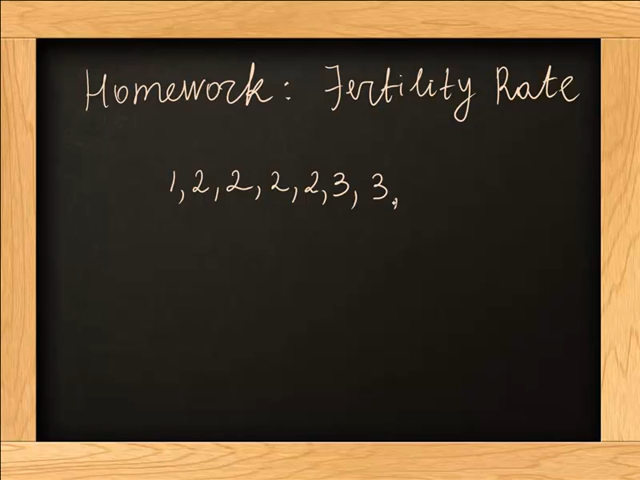 Homework: Fertility Rate
1, 2, 2, 2, 2, 3, 3,